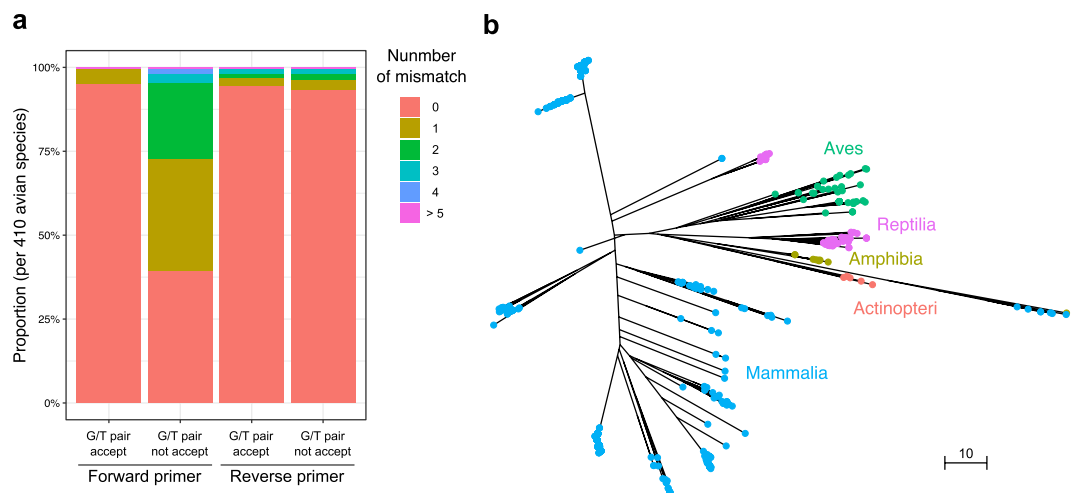 a
Proportion (per 410 avian species)
100%
75%
50%
25%
0%
G/T pair
accept
G/T pair
not accept
G/T pair
accept
G/T pair
not accept
Forward primer
Reverse primer
Nunmber
of mismatch
0
1
2
3
4
> 5
b
Aves
Reptilia
Amphibia
Actinopteri
Mammalia
10